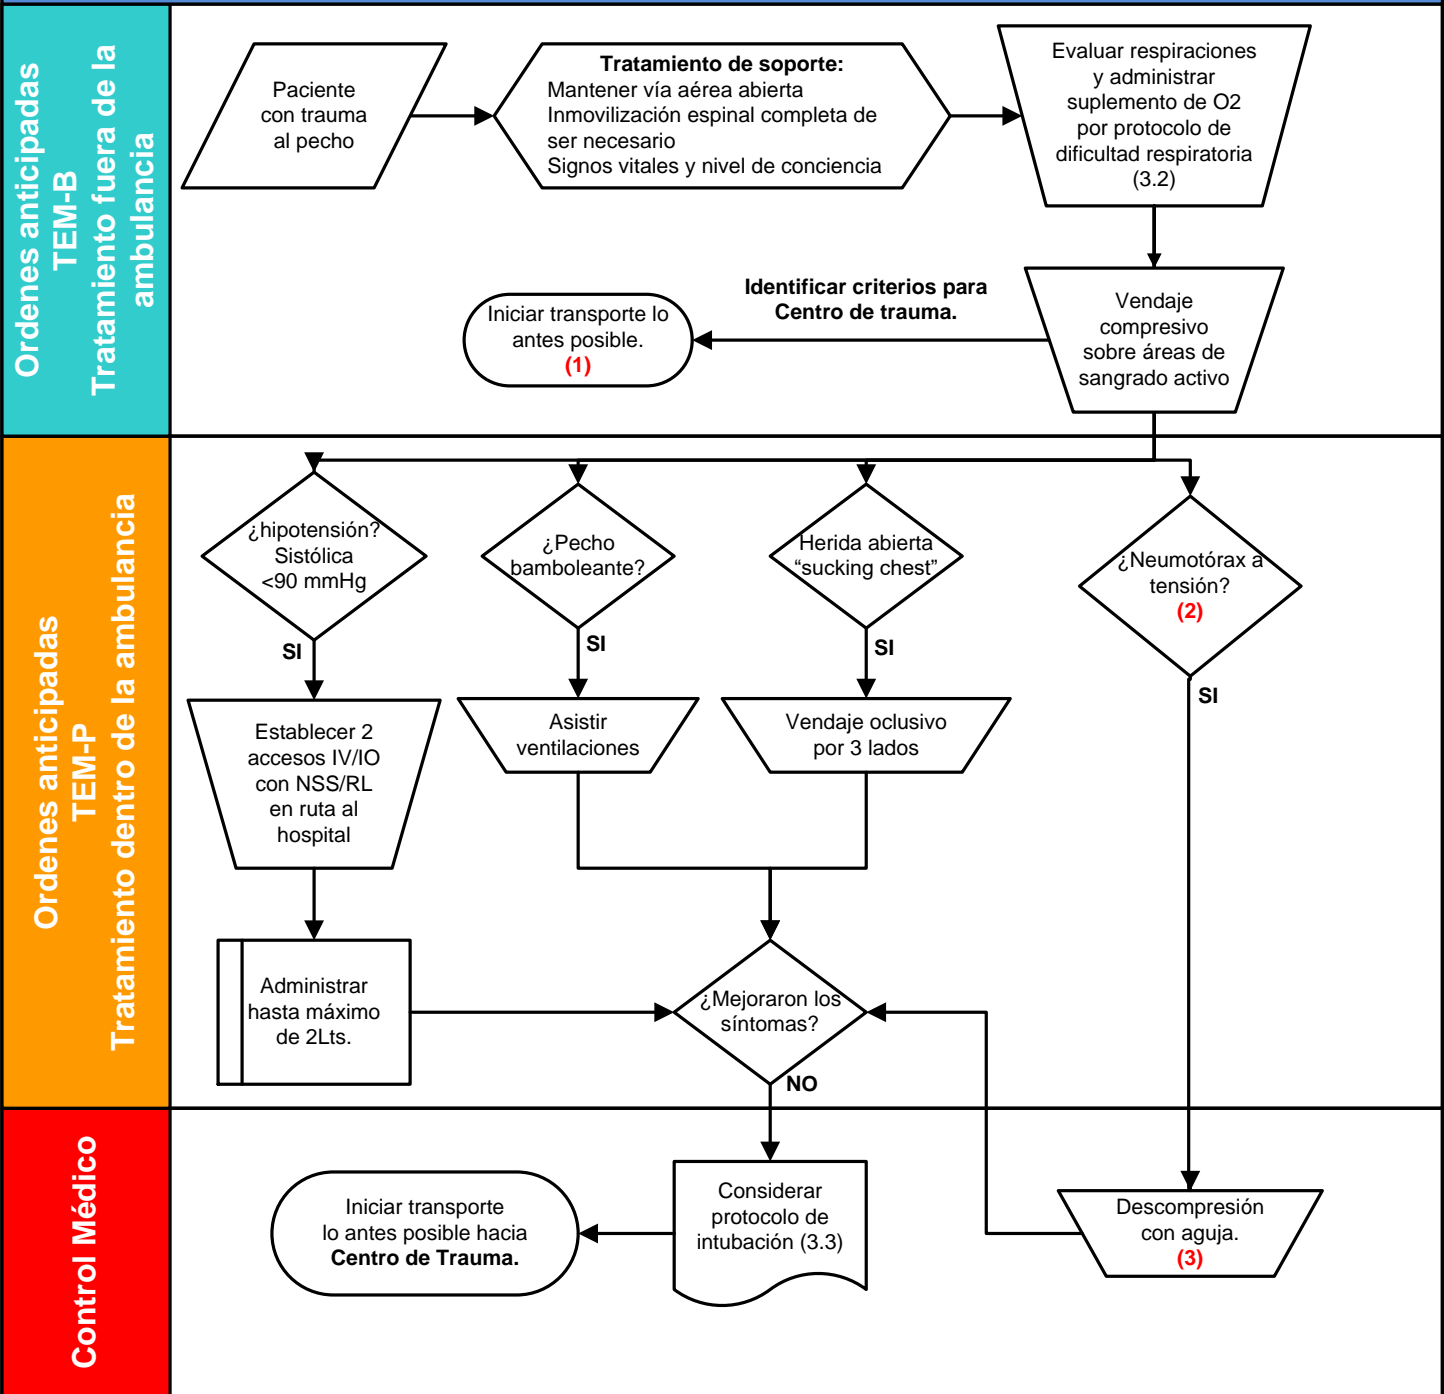 Ordenes anticipadas
TEM-B
Tratamiento fuera de la
ambulancia
Paciente
con trauma
al pecho
Tratamiento de soporte:
Mantener vía aérea abierta
Inmovilización espinal completa de
ser necesario
Signos vitales y nivel de conciencia
Evaluar respiraciones
y administrar
suplemento de O2
por protocolo de
dificultad respiratoria
(3.2)
Vendaje
compresivo
sobre áreas de
sangrado activo
Identificar criterios para
Centro de trauma.
Iniciar transporte lo
antes posible.
(1)
Ordenes anticipadas
TEM-P
Tratamiento dentro de la ambulancia
¿hipotensión?
Sistólica
<90 mmHg
SI
¿Pecho
bamboleante?
SI
Herida abierta
“sucking chest”
SI
¿Neumotórax a
tensión?
(2)
SI
Establecer 2
accesos IV/IO
con NSS/RL
en ruta al
hospital
Asistir
ventilaciones
Vendaje oclusivo
por 3 lados
Administrar
hasta máximo
de 2Lts.
¿Mejoraron los
síntomas?
NO
Control Médico
Iniciar transporte
lo antes posible hacia
Centro de Trauma.
Considerar
protocolo de
intubación (3.3)
Descompresión
con aguja.
(3)